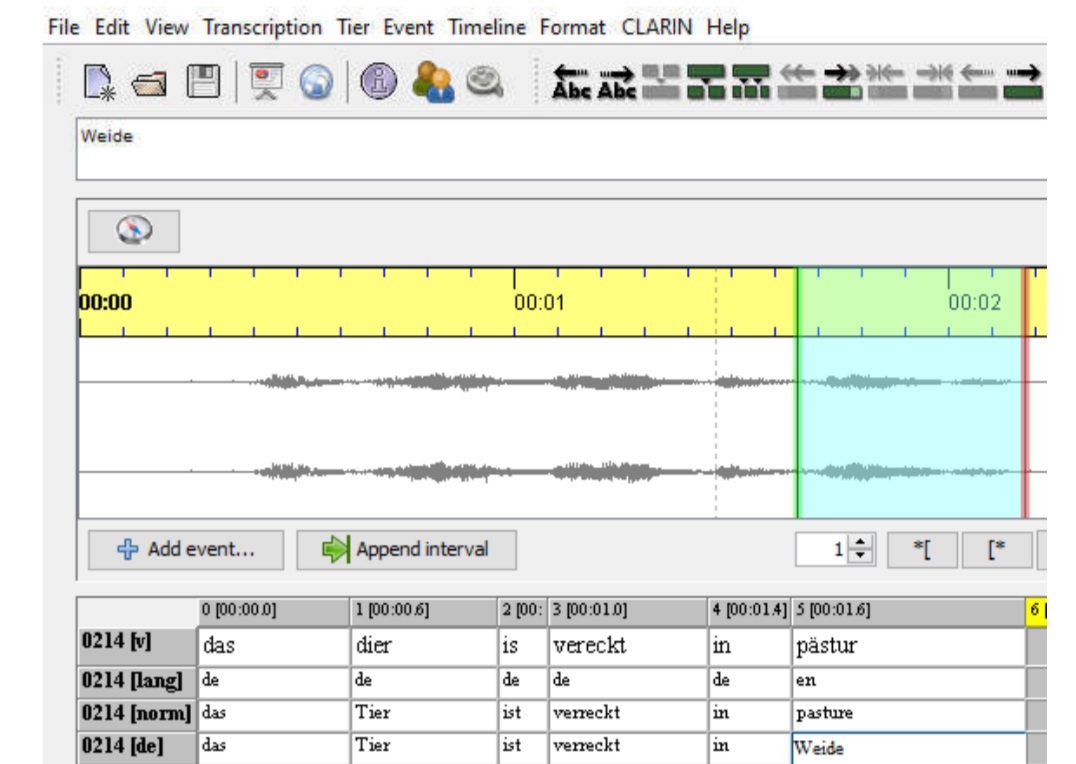 File Edit View Transcription Tier Event Timeline Format CLARIN Help
Abc Abc
Weide
00:00 00:01 00:02
Add event... Append interval 1 *[ [*
0 [00:00.0] 1 [00:00.6] 2 [00: 3 [00:01.0] 4 [00:01.4] 5 [00:01.6] 6 [
0214 [v] das dier is vereckt in pästur
0214 [lang] de de de de de en
0214 [norm] das Tier ist verreckt in pasture
0214 [de] das Tier ist verreckt in Weide